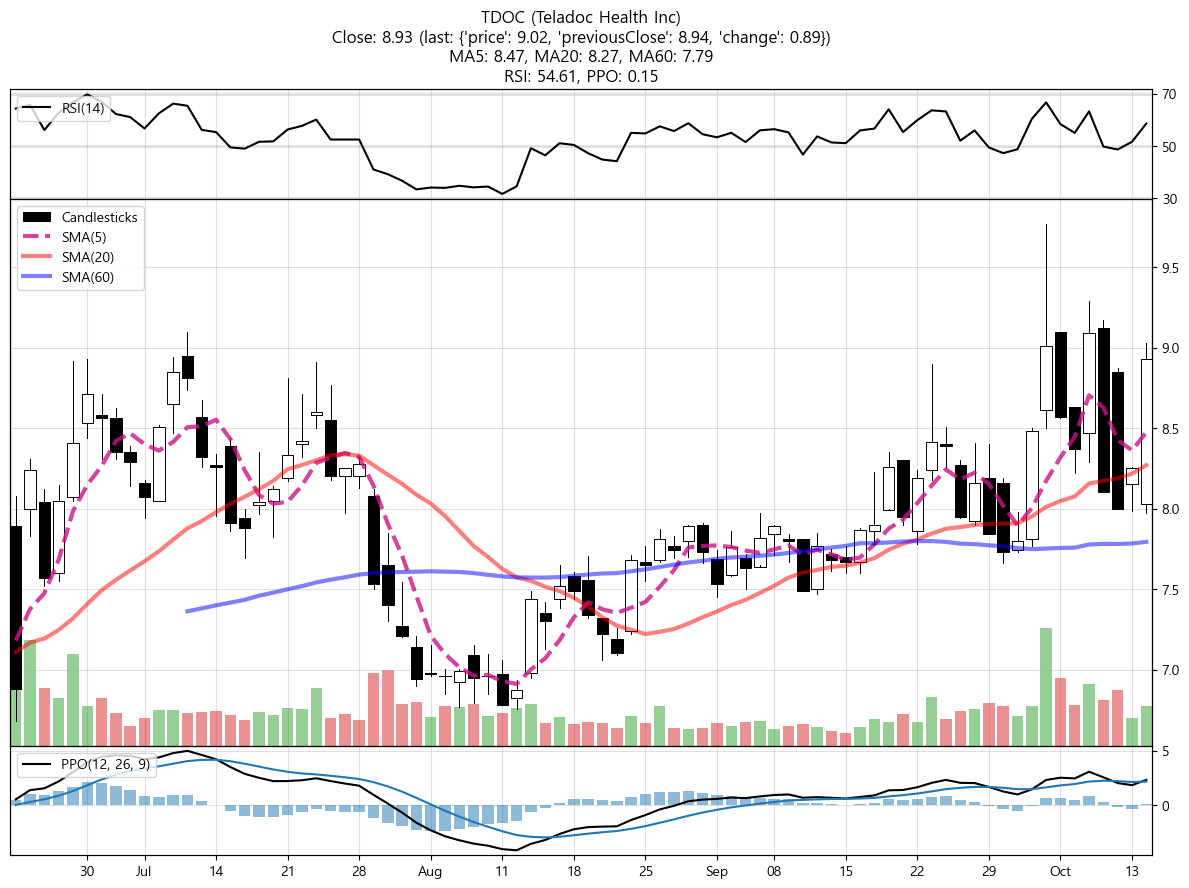 TDOC (Teladoc Health Inc)
Close: 8.93 (last: {'price': 9.02, 'previousClose': 8.94, 'change': 0.89})
MA5: 8.47, MA20: 8.27, MA60: 7.79
RSI: 54.61, PPO: 0.15
RSI(14)
70
50
30
Candlesticks
SMA(5)
SMA(20)
SMA(60)
9.5
9.0
8.5
8.0
7.5
7.0
PPO(12, 26, 9)
5
0
30 Jul 14 21 28 Aug 11 18 25 Sep 08 15 22 29 Oct 13